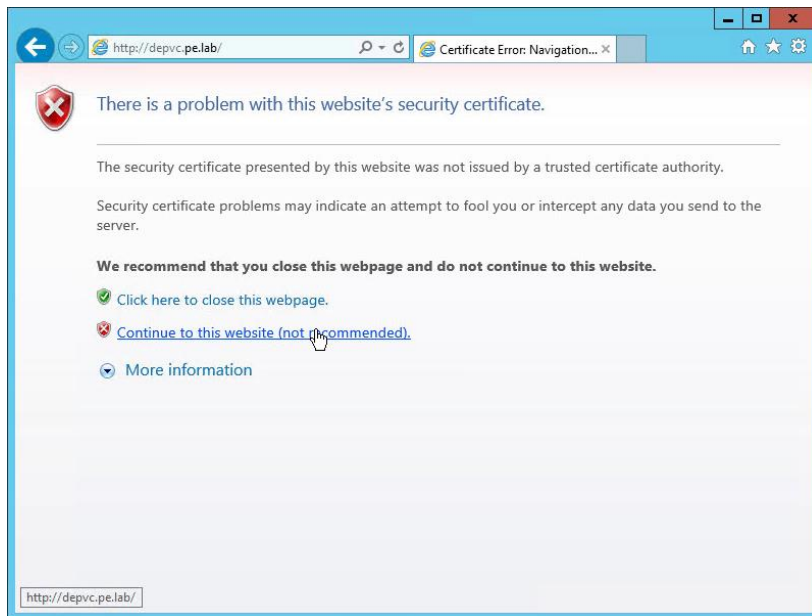 http://depvc.pe.lab/
Certificate Error: Navigation...
There is a problem with this website's security certificate.
The security certificate presented by this website was not issued by a trusted certificate authority.
Security certificate problems may indicate an attempt to fool you or intercept any data you send to the
server.
We recommend that you close this webpage and do not continue to this website.
Click here to close this webpage.
Continue to this website (not recommended).
More information
http://depvc.pe.lab/